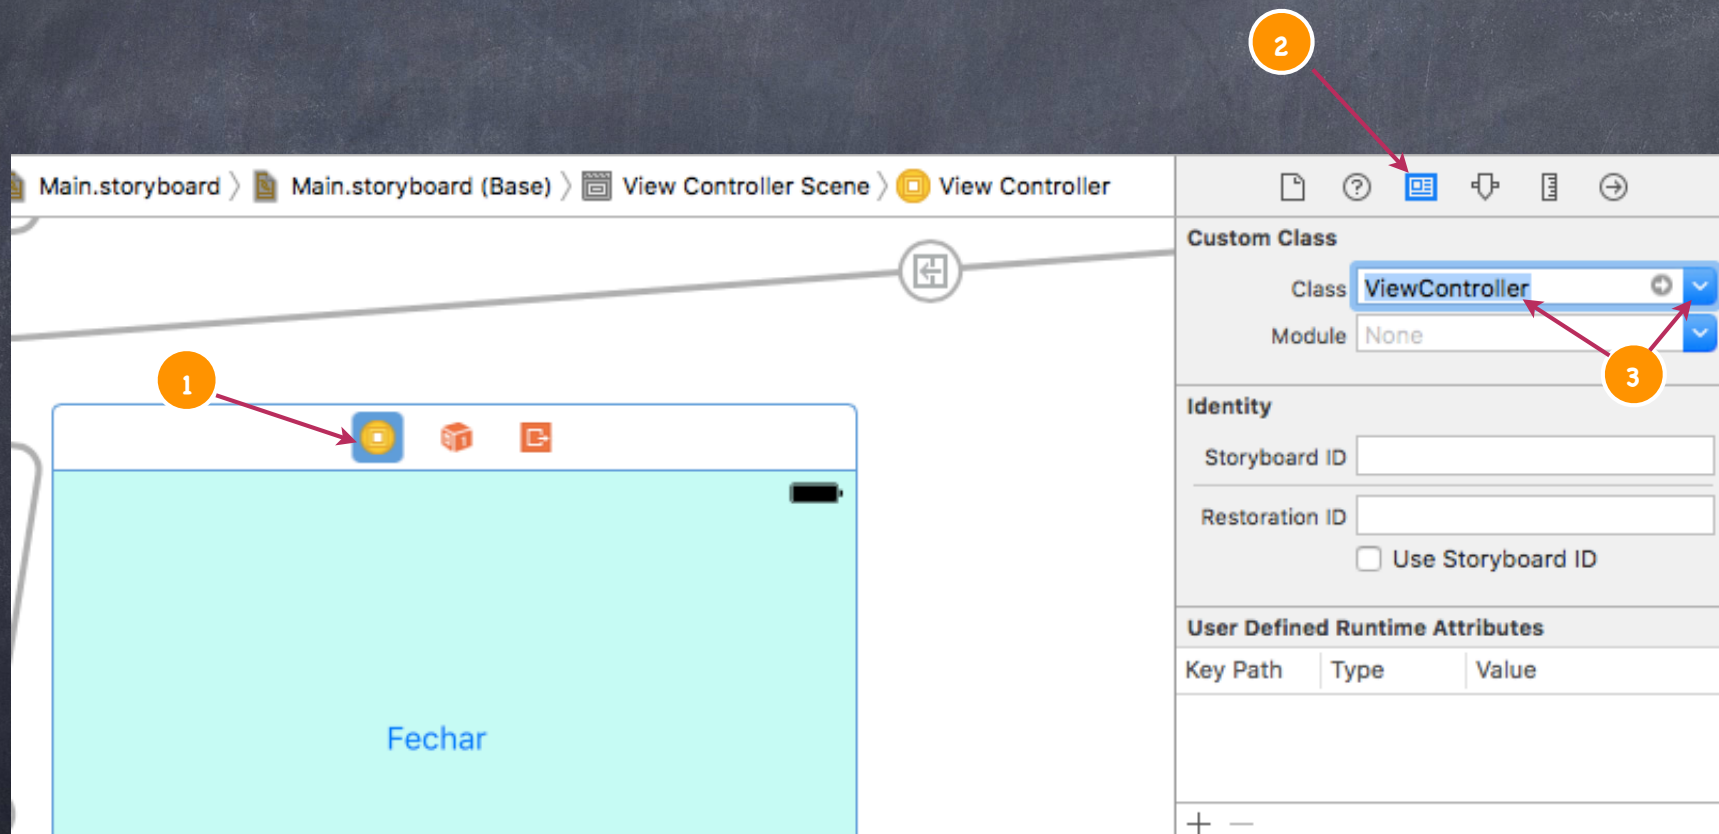 2
Main.storyboard
Main.storyboard (Base)
View Controller Scene
View Controller
Custom Class
Class ViewController
Module None
3
1
Identity
Storyboard ID
Restoration ID
Use Storyboard ID
User Defined Runtime Attributes
Key Path Type Value
Fechar